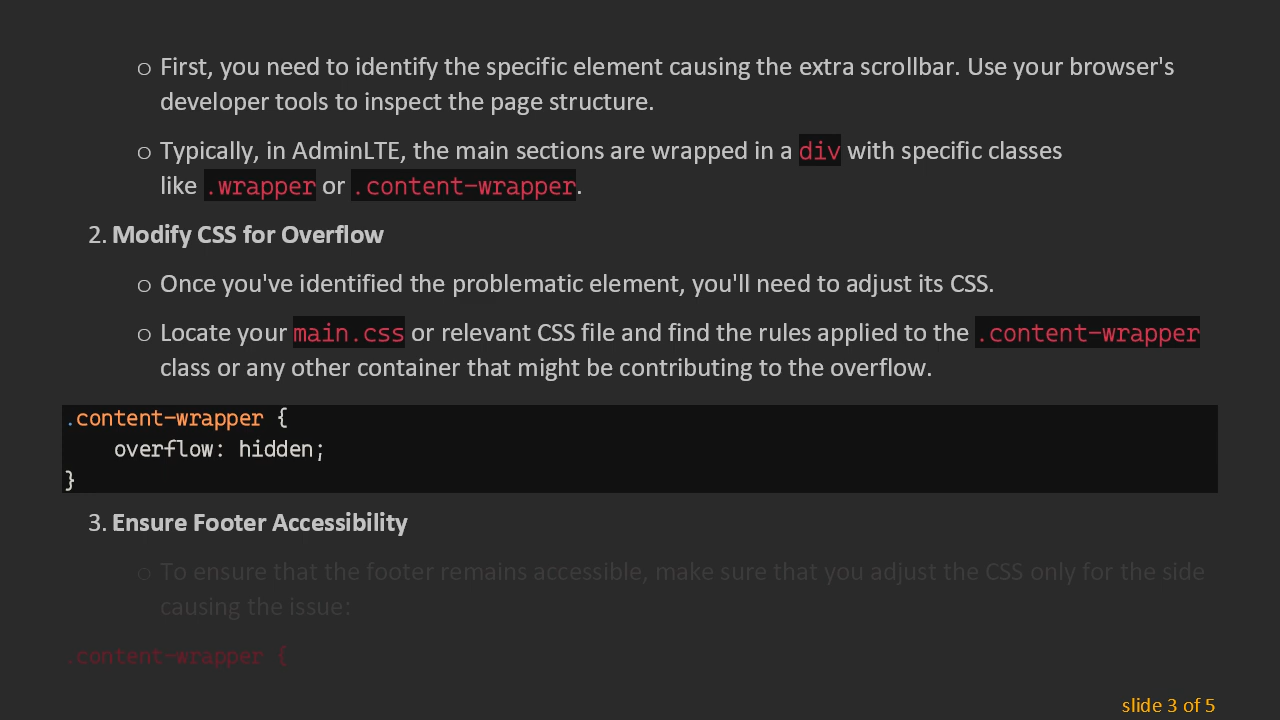 o First, you need to identify the specific element causing the extra scrollbar. Use your browser's
developer tools to inspect the page structure.
o Typically, in AdminLTE, the main sections are wrapped in a div with specific classes
like .wrapper or .content-wrapper.
2. Modify CSS for Overflow
o Once you've identified the problematic element, you'll need to adjust its CSS.
o Locate your main.css or relevant CSS file and find the rules applied to the .content-wrapper
class or any other container that might be contributing to the overflow.
.content-wrapper {
    overflow: hidden;
}
3. Ensure Footer Accessibility
o To ensure that the footer remains accessible, make sure that you adjust the CSS only for the side
causing the issue:
.content-wrapper {
slide 3 of 5